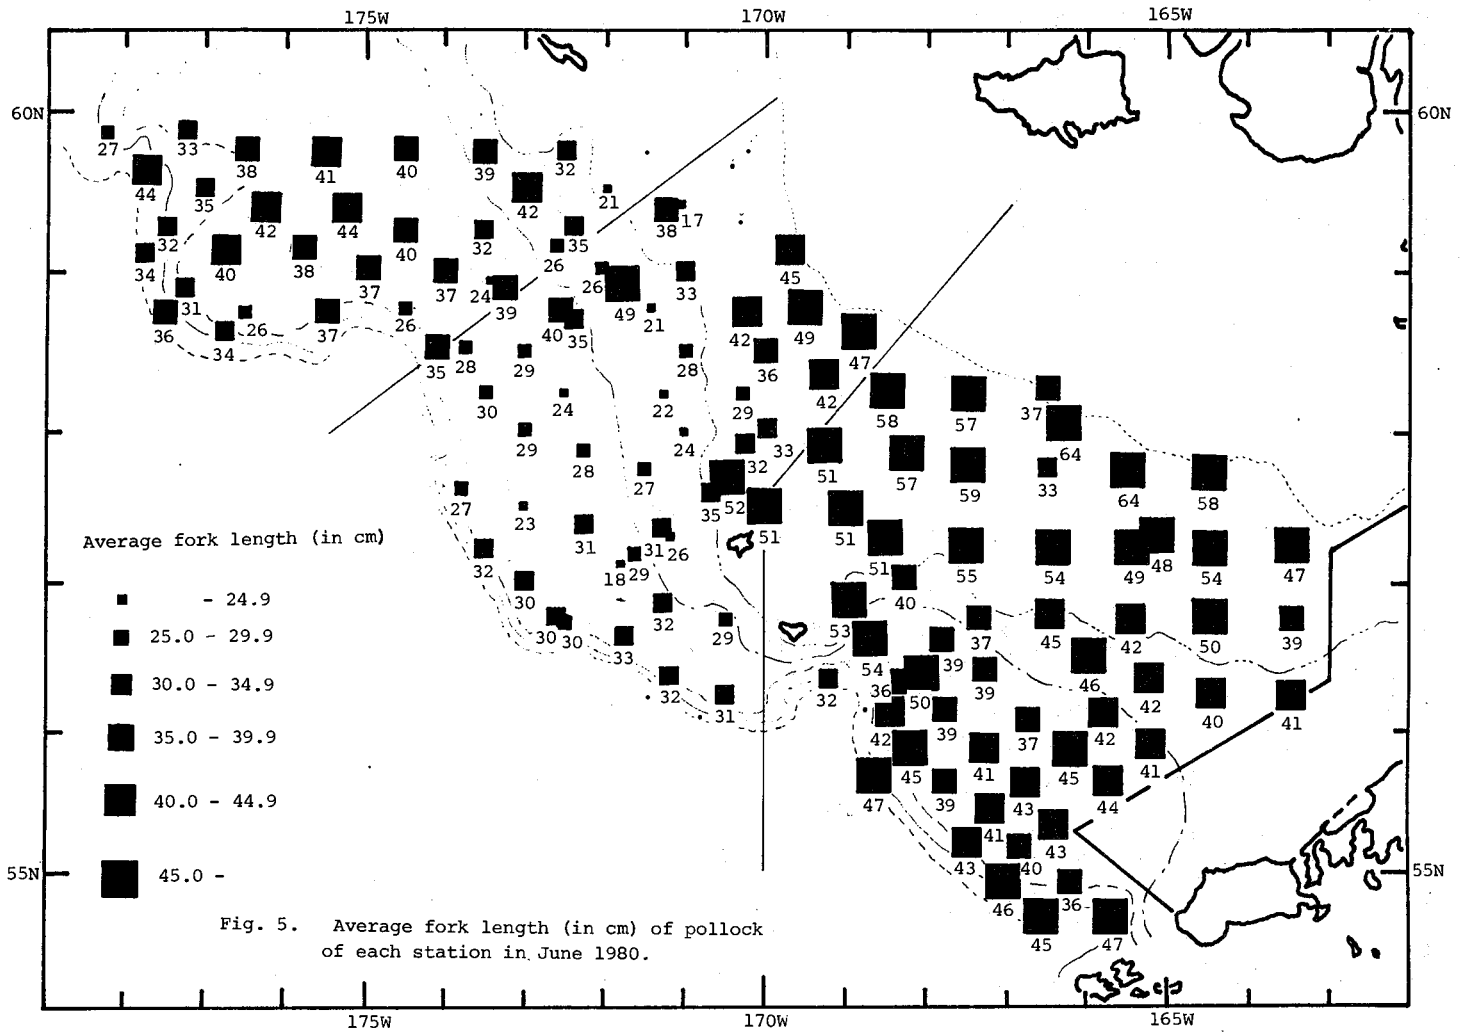 175W 170W 165W
60N 60N
27 33 38 41 40 39 32
44 35 42 44 40 32 42 21 38 17
32 34 40 38 37 37 35 26 45
31 36 34 26 37 26 24 39 26 49 33 21
40 35 42 49 47
35 28 29 28 36 42
30 24 22 29 58 57 37 64
29 28 24 33 32 51 57 59 33 64 58
27 23 27 35 52 51 51
Average fork length (in cm)
32 31 31 26 51 55 54 49 48 54 47
18 29 40
- 24.9
30 30 30 32 29 53 37 45 42 50 39
25.0 - 29.9
33 54 39 46
32 31 32 36 50 39 42 40 41
30.0 - 34.9
42 39 37 42
35.0 - 39.9
45 41 45 41
47 39 43 44
40.0 - 44.9
41 43
43 40
55N 55N
45.0 -
46 36
45 47
Fig. 5. Average fork length (in cm) of pollock
of each station in June 1980.
175W 170W 165W